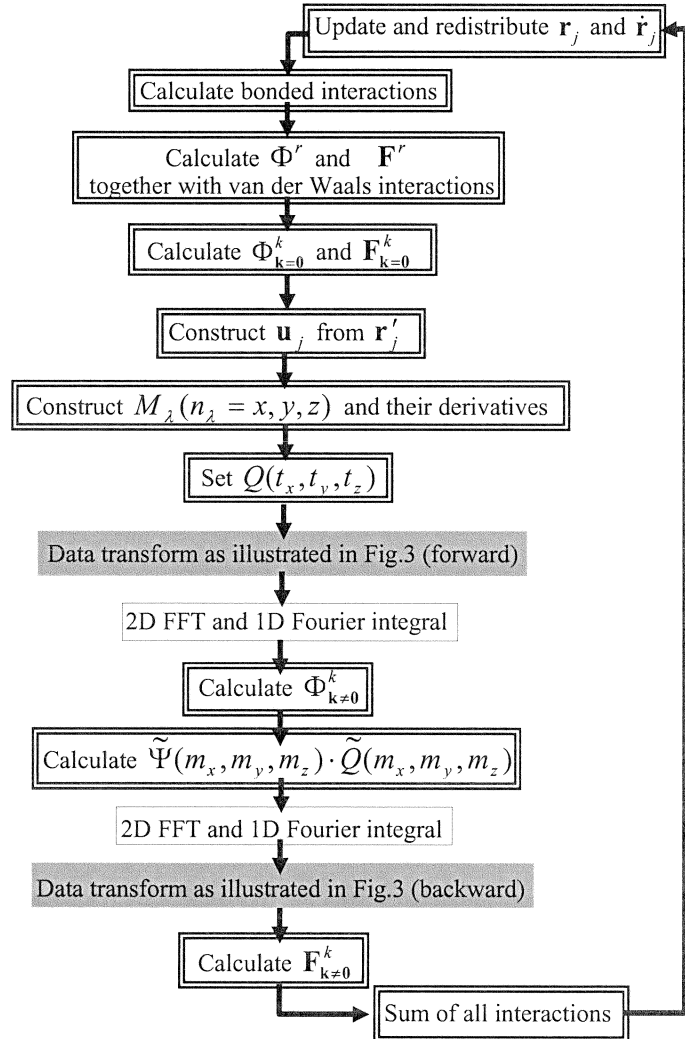 Update and redistribute r_j and ṙ_j
Calculate bonded interactions
Calculate Φ^r and F^r
together with van der Waals interactions
Calculate Φ^k_{k=0} and F^k_{k=0}
Construct u_j from r_j′
Construct M_λ(n_λ = x, y, z) and their derivatives
Set Q(t_x, t_y, t_z)
Data transform as illustrated in Fig.3 (forward)
2D FFT and 1D Fourier integral
Calculate Φ^k_{k≠0}
Calculate Ψ̃(m_x, m_y, m_z) · Q̃(m_x, m_y, m_z)
2D FFT and 1D Fourier integral
Data transform as illustrated in Fig.3 (backward)
Calculate F^k_{k≠0}
Sum of all interactions